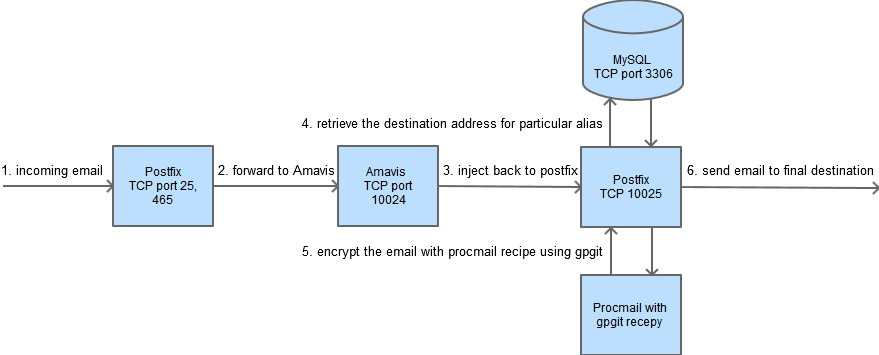 MySQL
TCP port 3306
4. retrieve the destination address for particular alias
1. incoming email
Postfix
TCP port 25,
465
2. forward to Amavis
Amavis
TCP port
10024
3. inject back to postfix
Postfix
TCP 10025
6. send email to final destination
5. encrypt the email with procmail recipe using gpgit
Procmail with
gpgit recepy